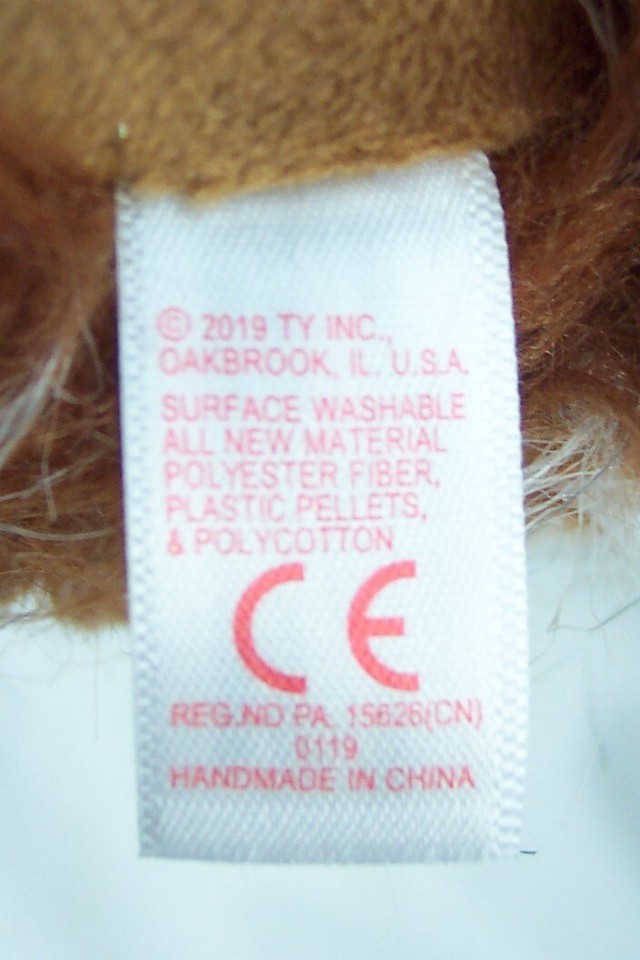 © 2019 TY INC.,
OAKBROOK, IL. U.S.A.
SURFACE WASHABLE
ALL NEW MATERIAL
POLYESTER FIBER,
PLASTIC PELLETS,
& POLYCOTTON
CE
REG.NO PA. 15626(CN)
0119
HANDMADE IN CHINA